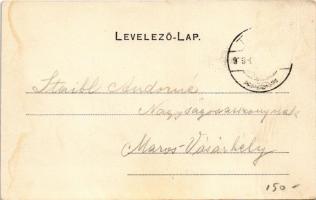 LEVELEZŐ-LAP.
Staibl Andorné
Nagyságos asszonynak
Maros-Vásárhely
150-